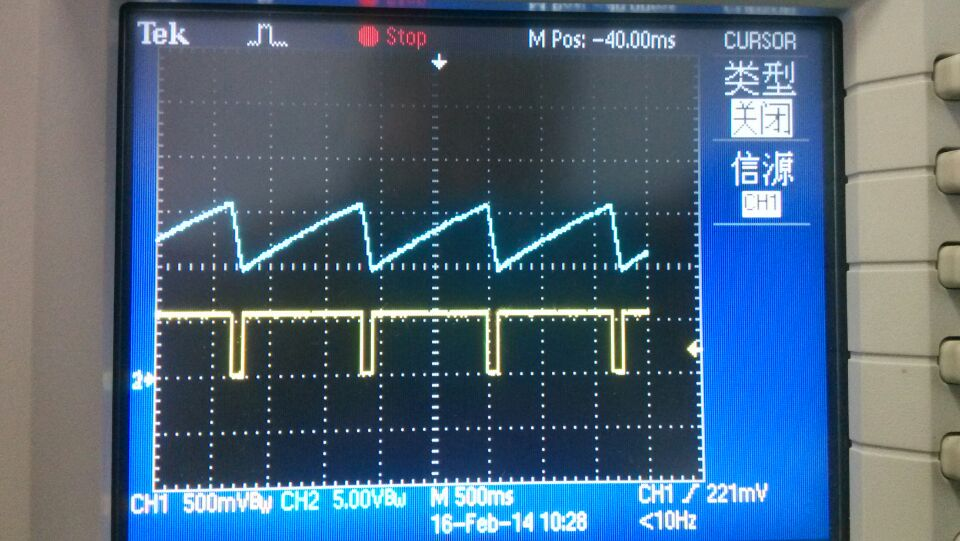 Tek Stop M Pos: -40.00ms CURSOR
类型
关闭
信源
CH1
2
CH1 500mVBw CH2 5.00VBw M 500ms CH1 221mV
16-Feb-14 10:28 <10Hz